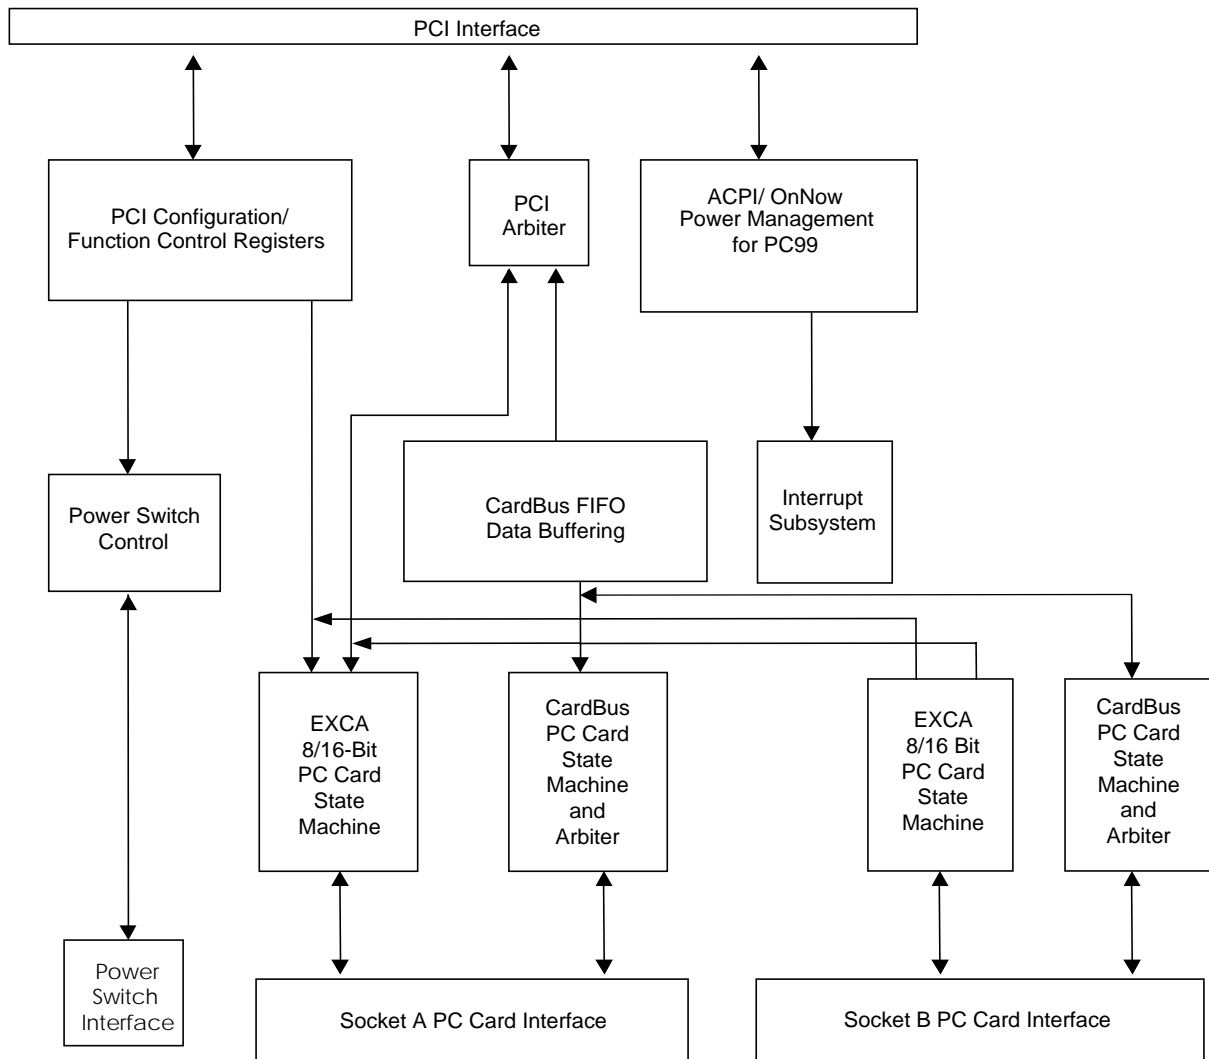 PCI Interface
PCI Configuration/
Function Control Registers
PCI
Arbiter
ACPI/ OnNow
Power Management
for PC99
Power Switch
Control
CardBus FIFO
Data Buffering
Interrupt
Subsystem
EXCA
8/16-Bit
PC Card
State
Machine
CardBus
PC Card
State
Machine
and
Arbiter
EXCA
8/16 Bit
PC Card
State
Machine
CardBus
PC Card
State
Machine
and
Arbiter
Power
Switch
Interface
Socket A PC Card Interface
Socket B PC Card Interface